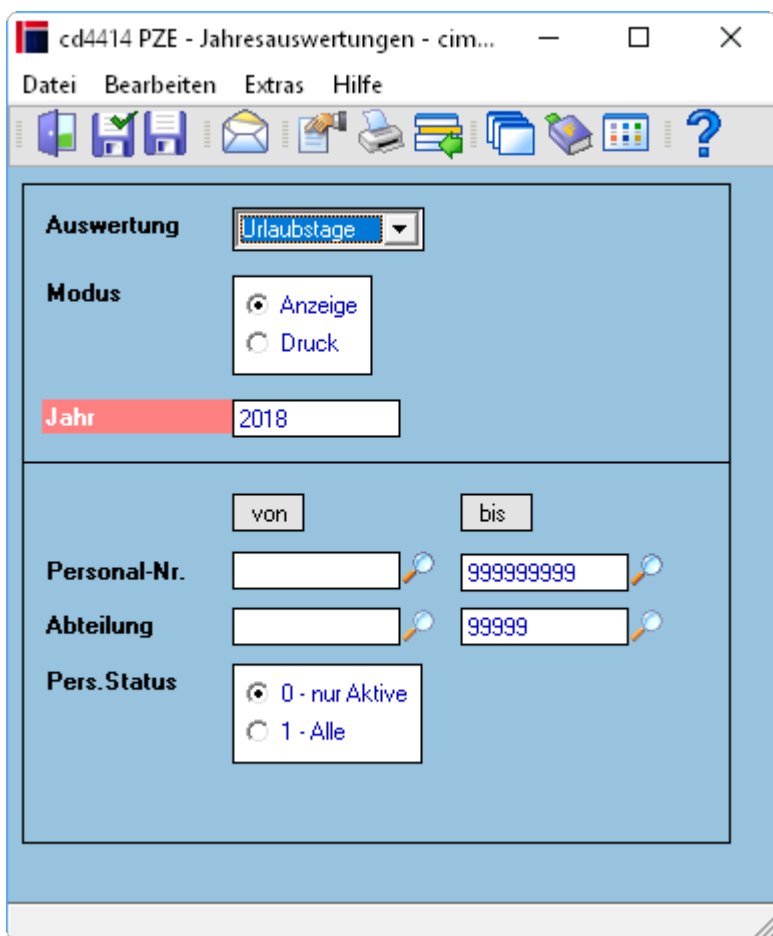 cd4414 PZE - Jahresauswertungen - cim...
Datei Bearbeiten Extras Hilfe
Auswertung Urlaubstage
Modus Anzeige
Druck
Jahr 2018
von bis
Personal-Nr. 999999999
Abteilung 99999
Pers.Status 0 - nur Aktive
1 - Alle